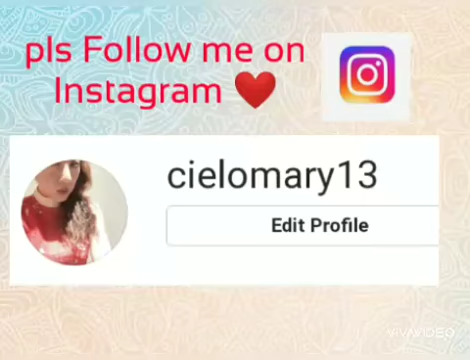 pls Follow me on
Instagram ❤️
cielomary13
Edit Profile
VIVAVIDEO